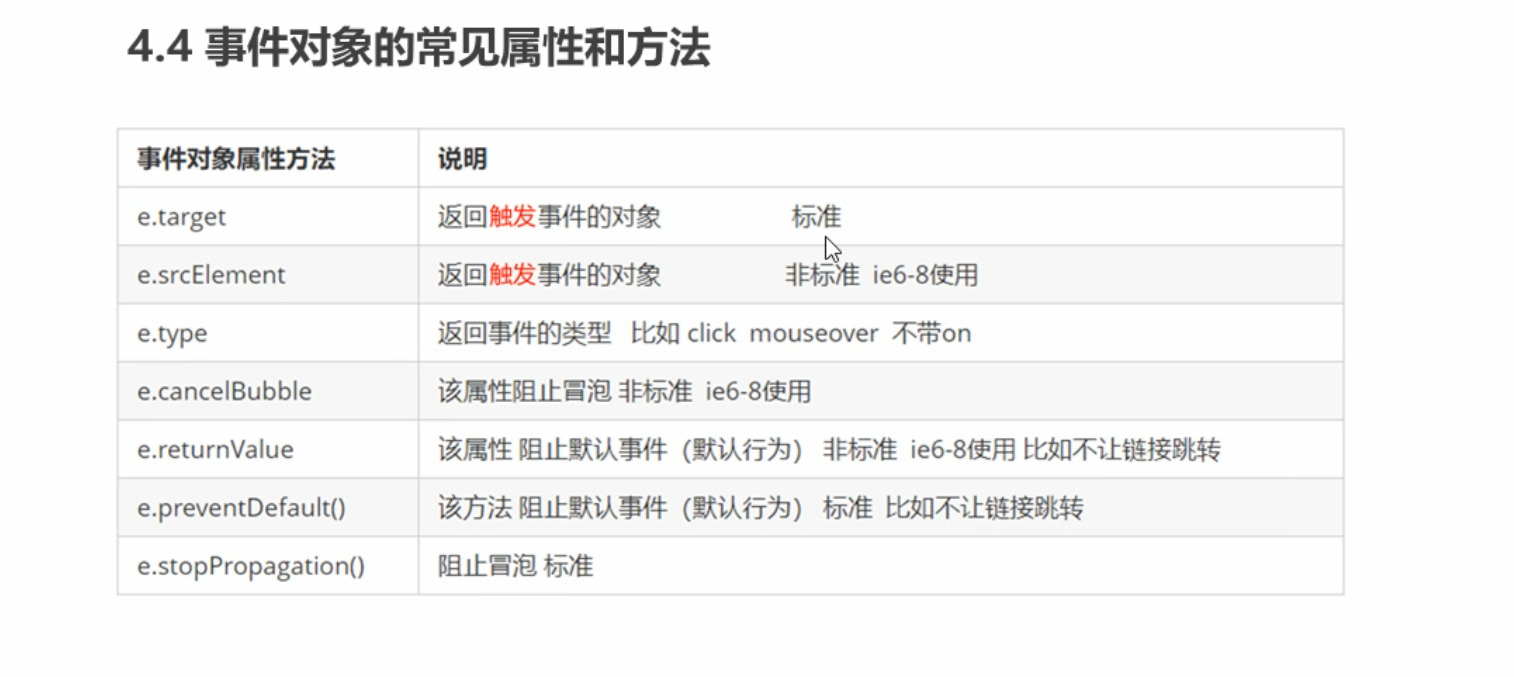 4.4 事件对象的常见属性和方法
事件对象属性方法 说明
e.target 返回触发事件的对象 标准
e.srcElement 返回触发事件的对象 非标准 ie6-8使用
e.type 返回事件的类型 比如 click mouseover 不带on
e.cancelBubble 该属性阻止冒泡 非标准 ie6-8使用
e.returnValue 该属性 阻止默认事件（默认行为） 非标准 ie6-8使用 比如不让链接跳转
e.preventDefault() 该方法 阻止默认事件（默认行为） 标准 比如不让链接跳转
e.stopPropagation() 阻止冒泡 标准